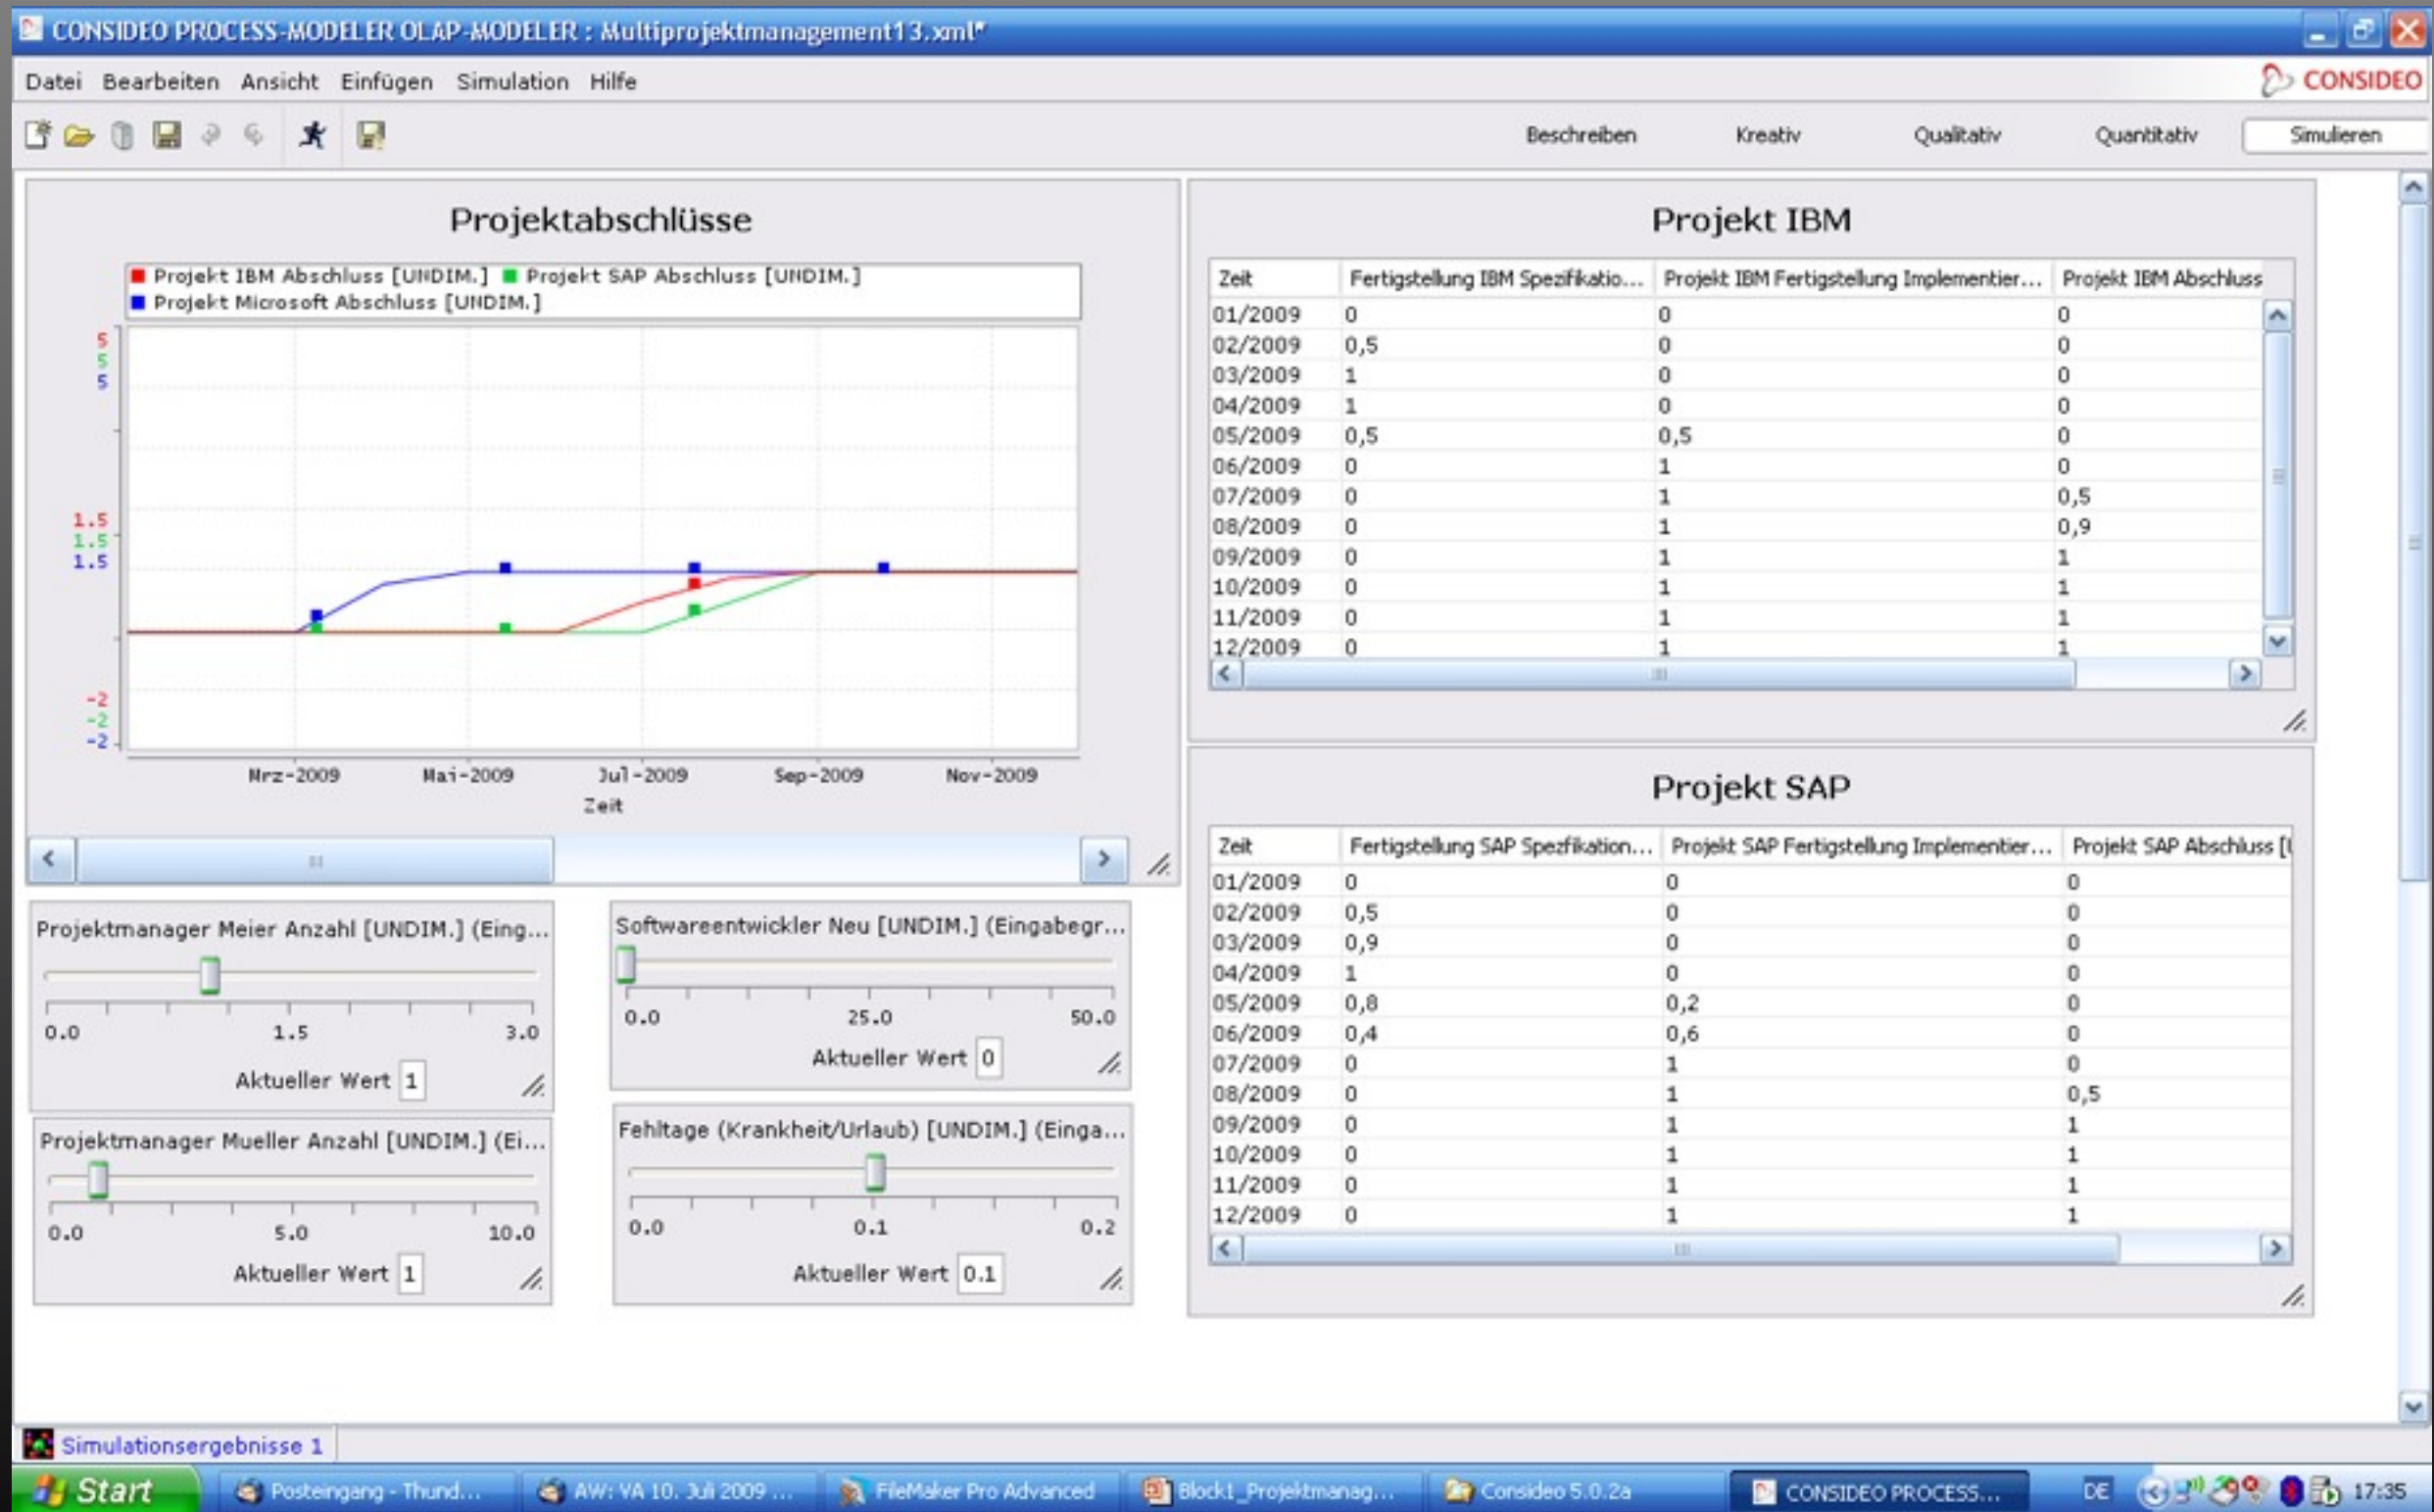 CONSIDEO PROCESS-MODELER OLAP-MODELER : Multiprojektmanagement13.xml*
Datei Bearbeiten Ansicht Einfügen Simulation Hilfe
CONSIDEO
Beschreiben Kreativ Qualitativ Quantitativ Simulieren
Projektabschlüsse
Projekt IBM Abschluss [UNDIM.] Projekt SAP Abschluss [UNDIM.]
Projekt Microsoft Abschluss [UNDIM.]
5
5
5
1.5
1.5
1.5
-2
-2
-2
Mrz-2009 Mai-2009 Jul-2009 Sep-2009 Nov-2009
Zeit
Projekt IBM
Zeit Fertigstellung IBM Spezifikatio... Projekt IBM Fertigstellung Implementier... Projekt IBM Abschluss
01/2009 0 0 0
02/2009 0,5 0 0
03/2009 1 0 0
04/2009 1 0 0
05/2009 0,5 0,5 0
06/2009 0 1 0
07/2009 0 1 0,5
08/2009 0 1 0,9
09/2009 0 1 1
10/2009 0 1 1
11/2009 0 1 1
12/2009 0 1 1
Projekt SAP
Zeit Fertigstellung SAP Spezfikation... Projekt SAP Fertigstellung Implementier... Projekt SAP Abschluss [U
01/2009 0 0 0
02/2009 0,5 0 0
03/2009 0,9 0 0
04/2009 1 0 0
05/2009 0,8 0,2 0
06/2009 0,4 0,6 0
07/2009 0 1 0
08/2009 0 1 0,5
09/2009 0 1 1
10/2009 0 1 1
11/2009 0 1 1
12/2009 0 1 1
Projektmanager Meier Anzahl [UNDIM.] (Eing...
0.0 1.5 3.0
Aktueller Wert 1
Softwareentwickler Neu [UNDIM.] (Eingabegr...
0.0 25.0 50.0
Aktueller Wert 0
Projektmanager Mueller Anzahl [UNDIM.] (Ei...
0.0 5.0 10.0
Aktueller Wert 1
Fehltage (Krankheit/Urlaub) [UNDIM.] (Einga...
0.0 0.1 0.2
Aktueller Wert 0.1
Simulationsergebnisse 1
Start Posteingang - Thund... AW: VA 10. Juli 2009 ... FileMaker Pro Advanced Block1_Projektmanag... Consideo 5.0.2a CONSIDEO PROCESS... DE 17:35